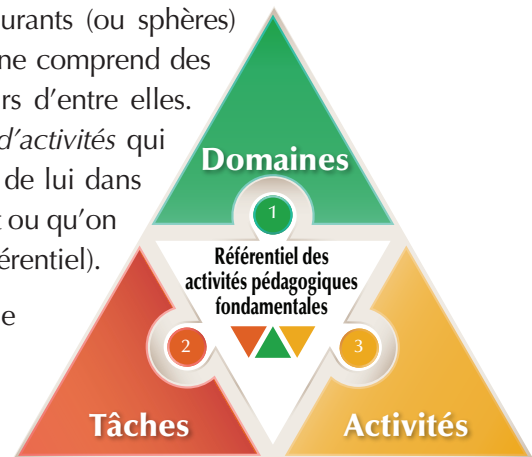 urants (ou sphères)
ne comprend des
rs d'entre elles.
d'activités qui
de lui dans
ou qu'on
érentiel).
e
Domaines
1
Référentiel des
activités pédagogiques
fondamentales
2
3
Tâches
Activités